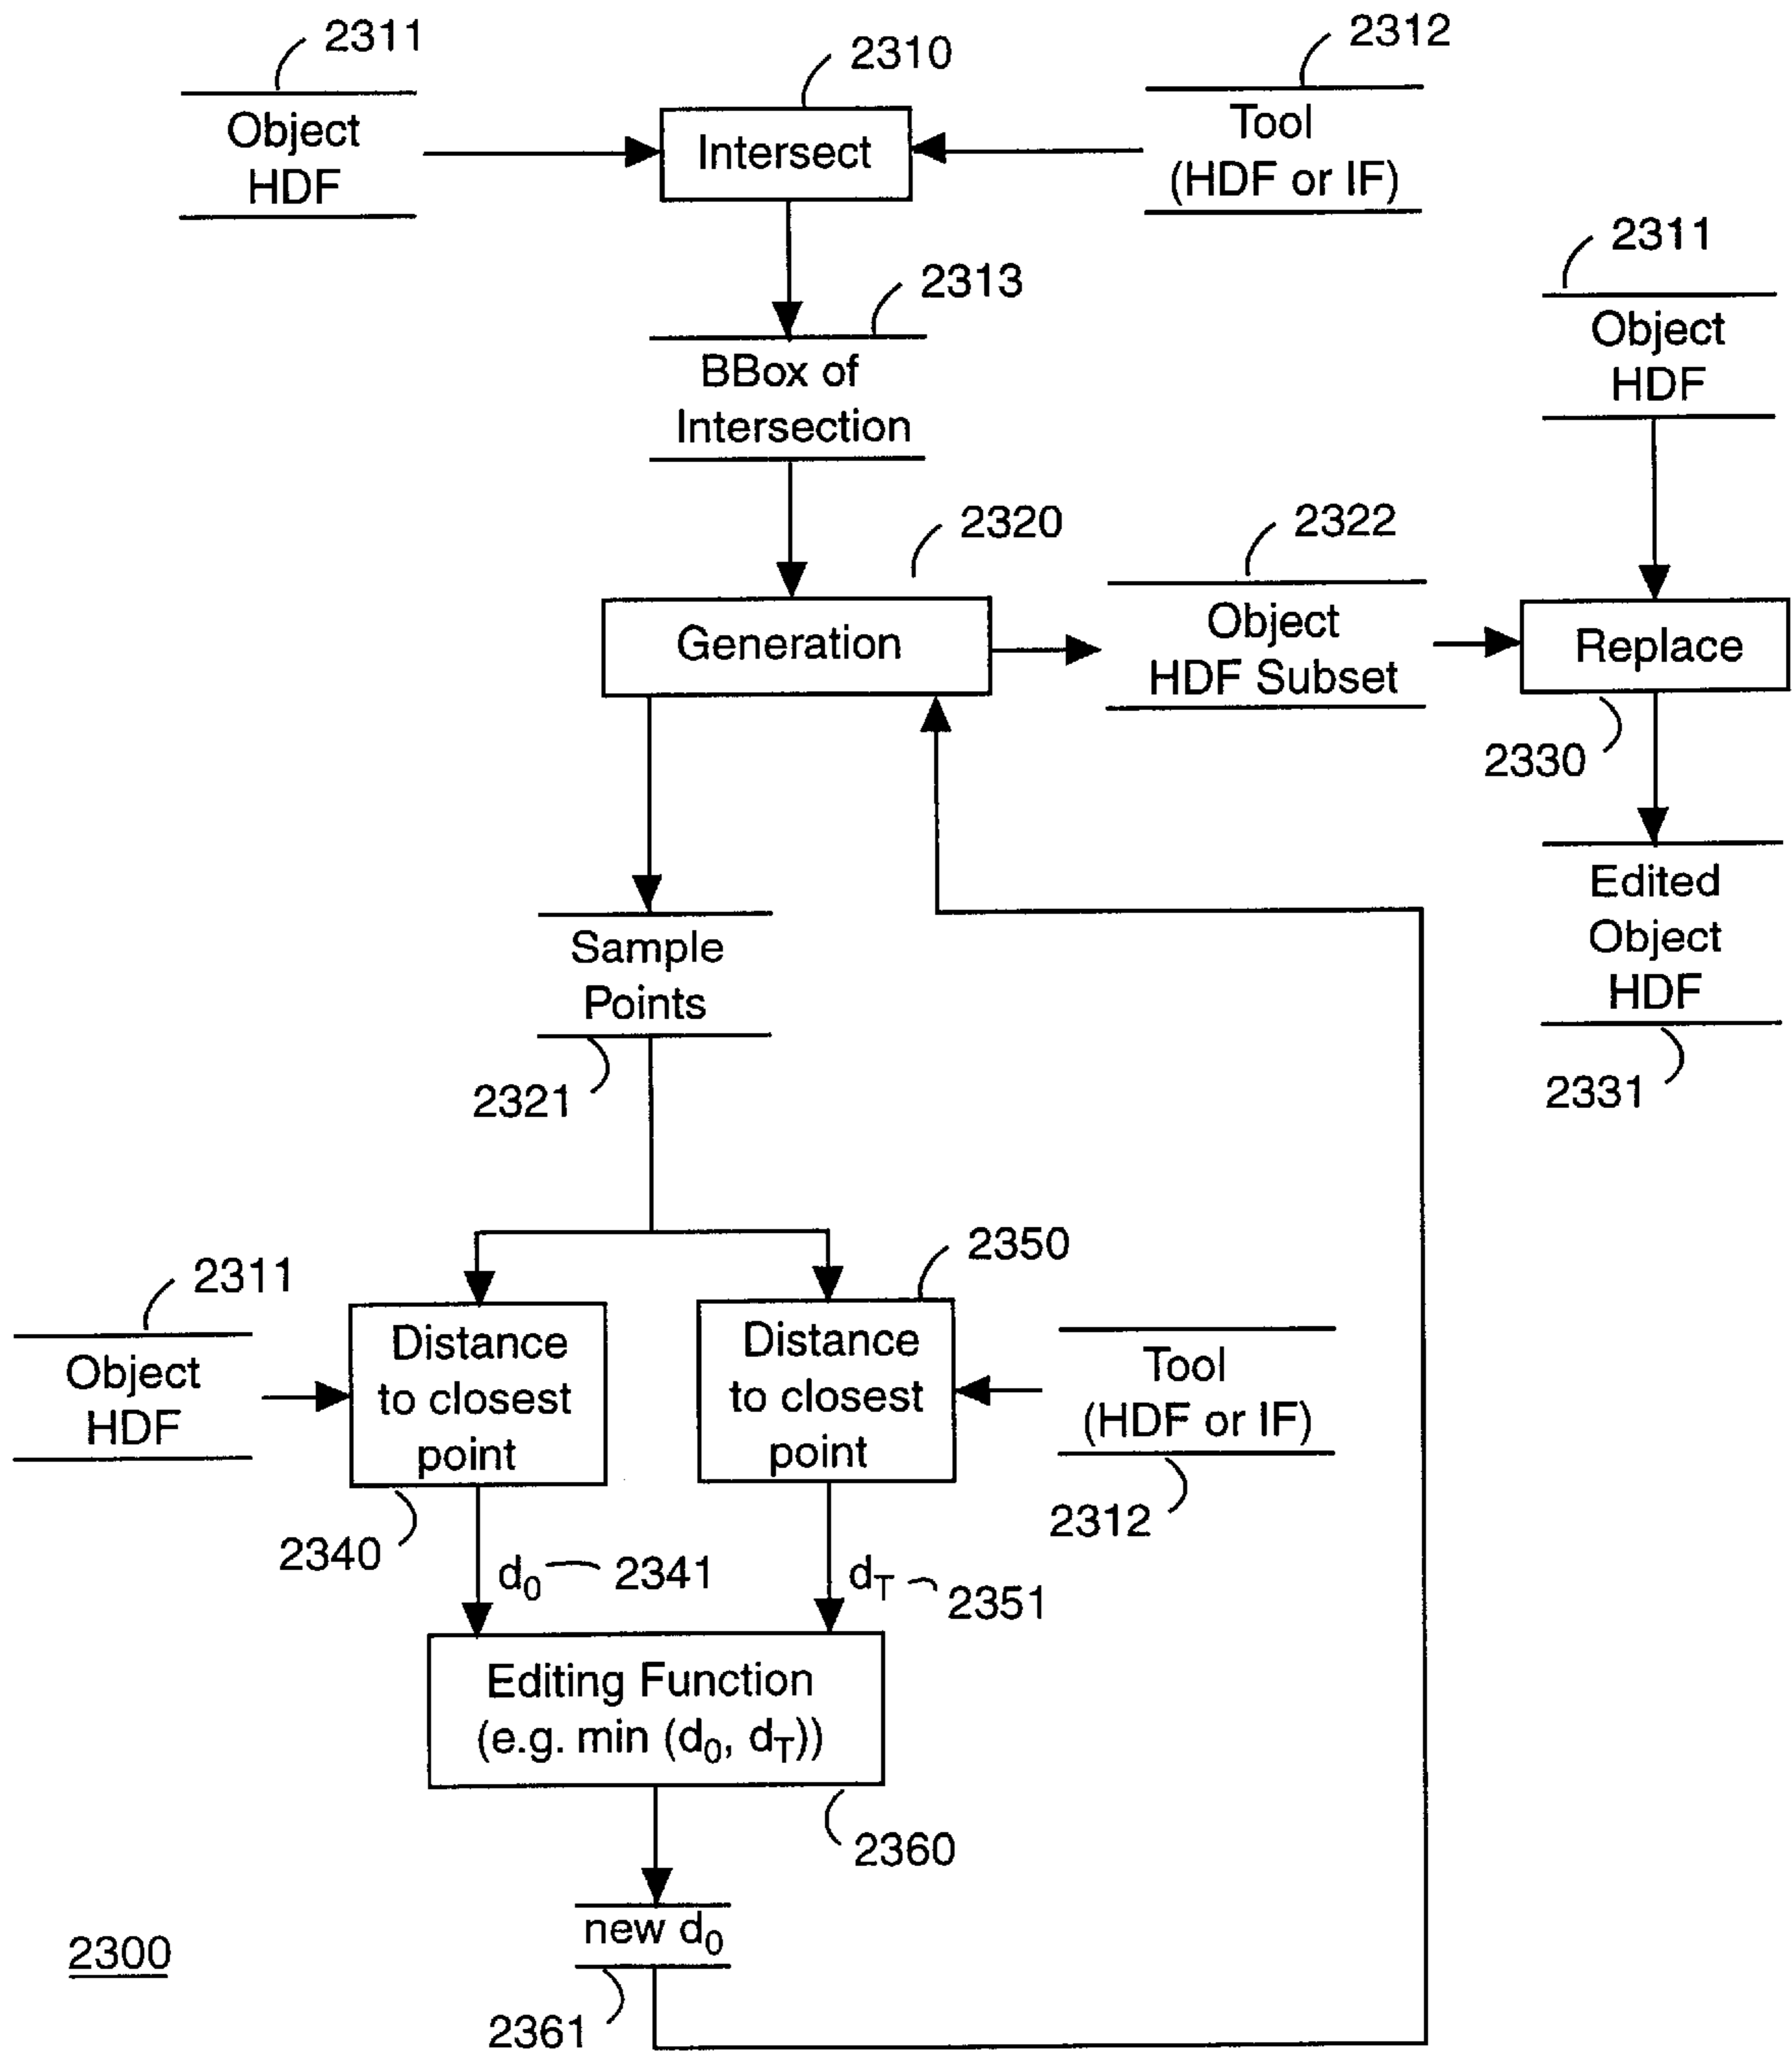 2311
2310
2312
Object
HDF
Intersect
Tool
(HDF or IF)
2313
2311
BBox of
Intersection
Object
HDF
2320
2322
Generation
Object
HDF Subset
Replace
2330
Sample
Points
2321
Edited
Object
HDF
2331
2311
2350
Object
HDF
Distance
to closest
point
Distance
to closest
point
Tool
(HDF or IF)
2340
2312
d0 2341
dT 2351
Editing Function
(e.g. min (d0, dT))
2360
new d0
2361
2300